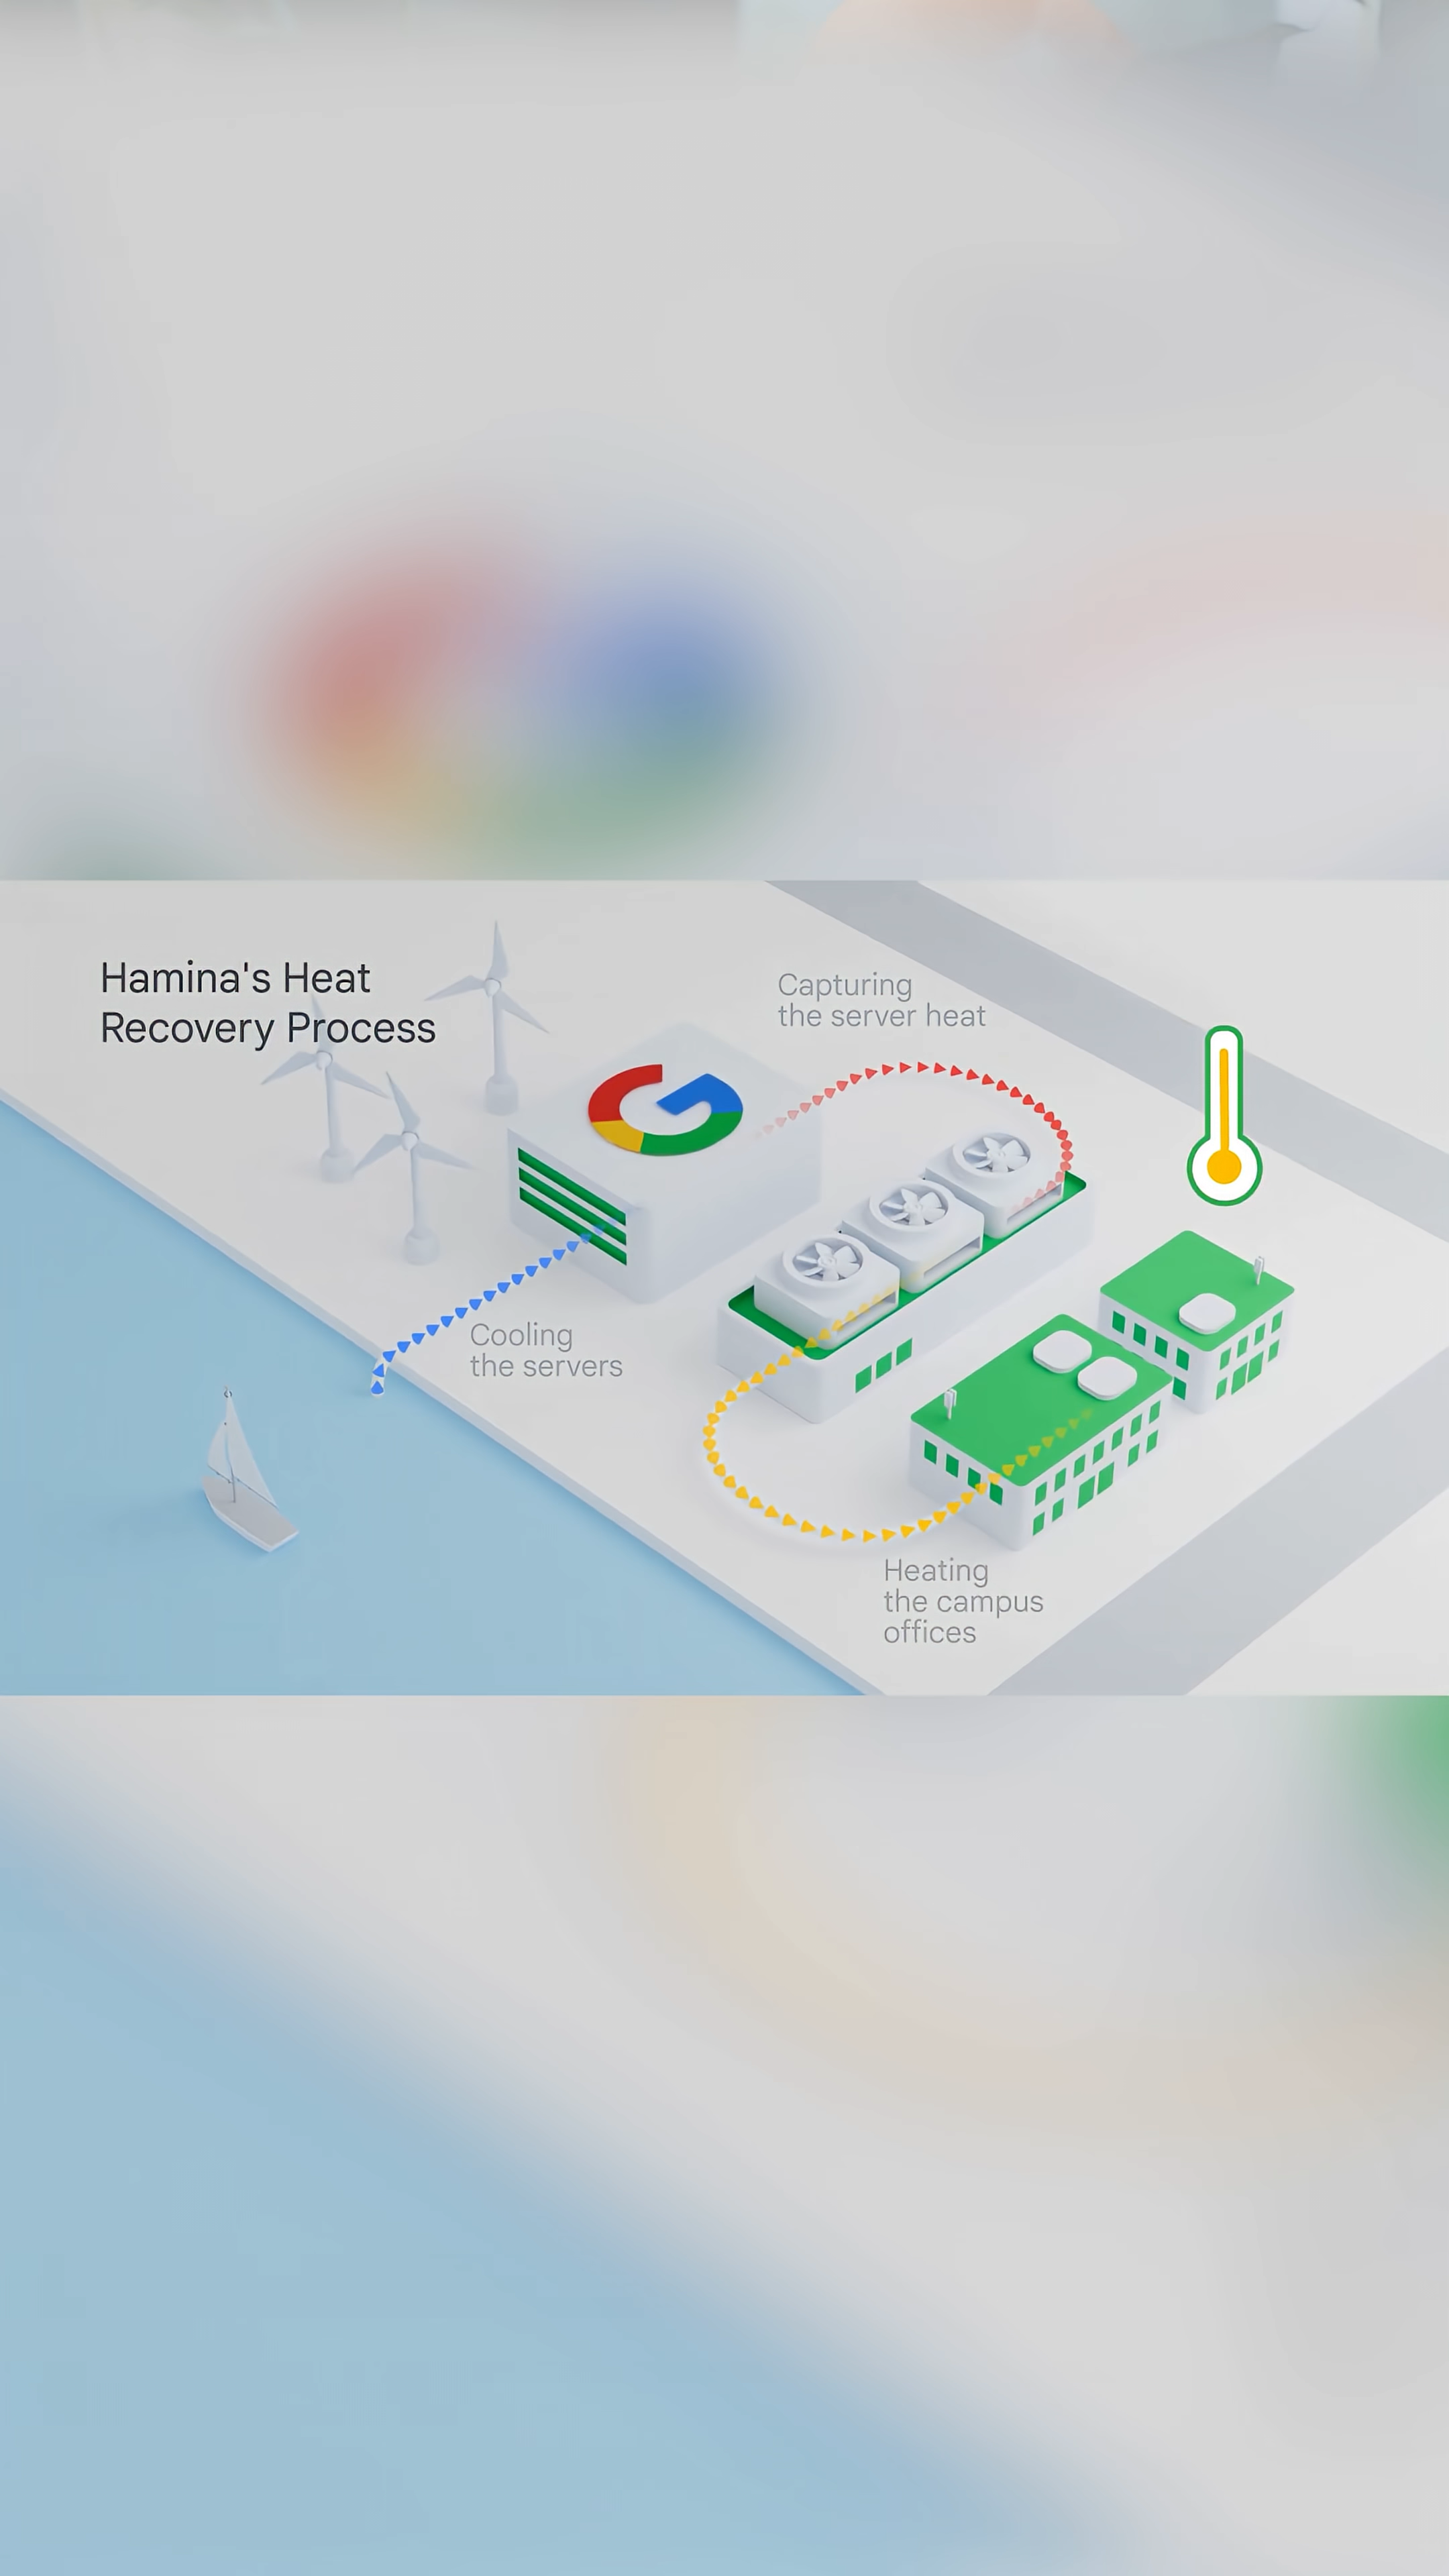 Hamina's Heat
Recovery Process
Capturing
the server heat
Cooling
the servers
Heating
the campus
offices